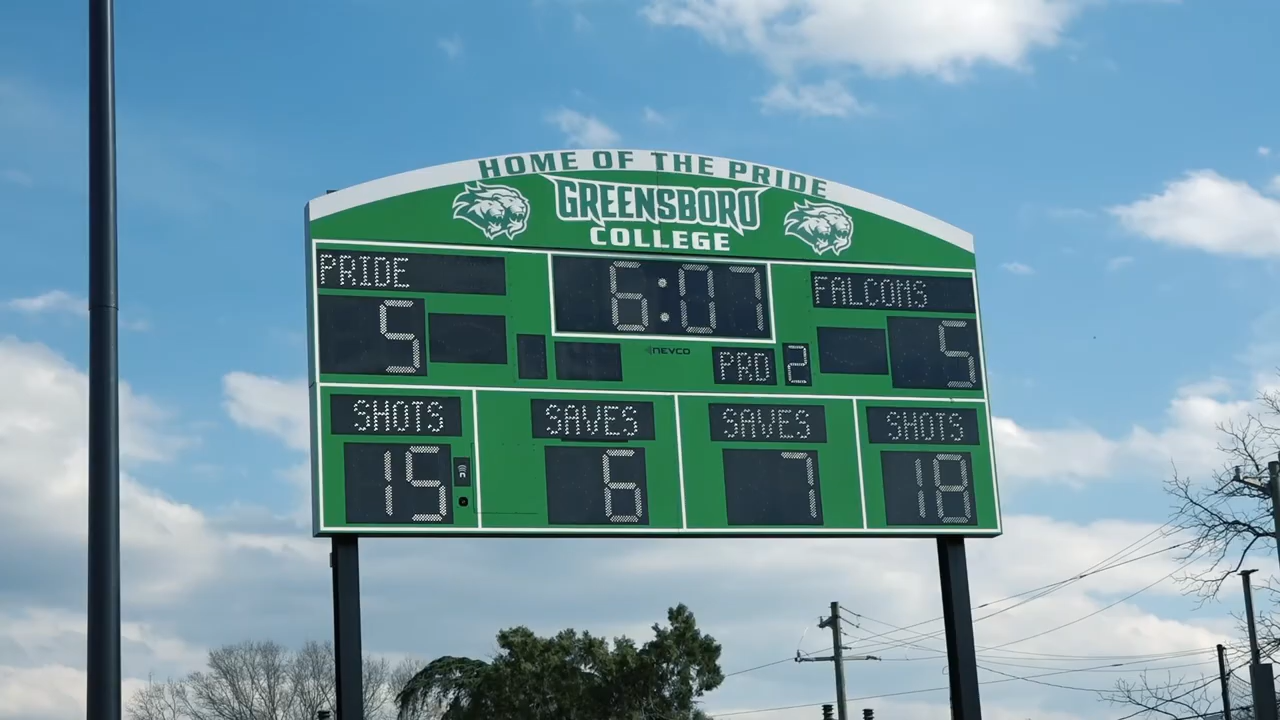 HOME OF THE PRIDE
GREENSBORO
COLLEGE
PRIDE 6:07 FALCOMS
5 NEVCO PRD 2 5
SHOTS SAVES SAVES SHOTS
15 6 7 18